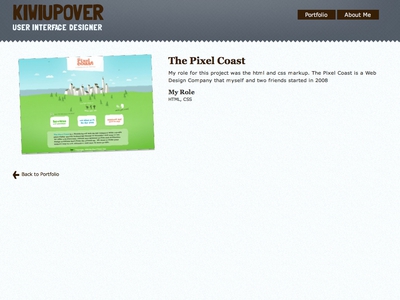 KIWIUPOVER
USER INTERFACE DESIGNER
Portfolio
About Me
The Pixel Coast
My role for this project was the html and css markup. The Pixel Coast is a Web
Design Company that myself and two friends started in 2008
My Role
HTML, CSS
Back to Portfolio